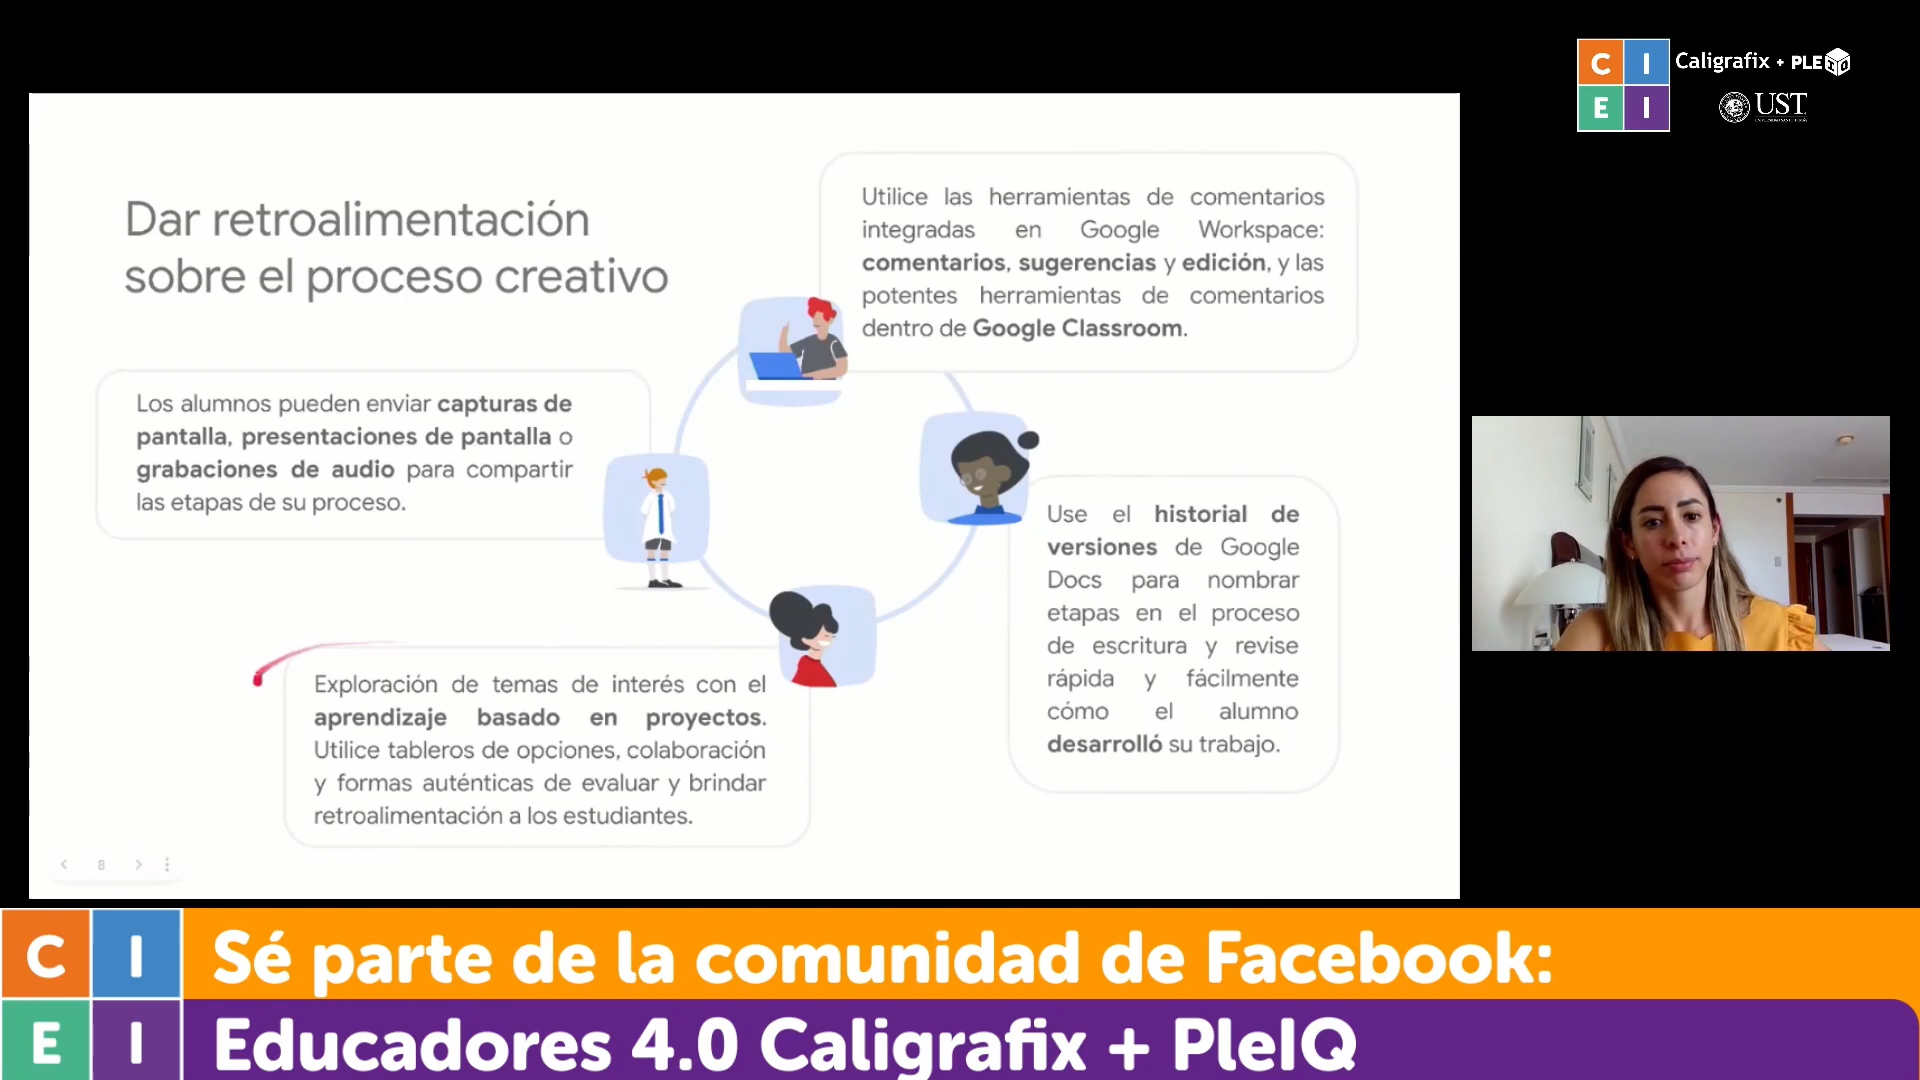 C I
E I
Caligrafix + PLE
UST
Dar retroalimentación
sobre el proceso creativo
Utilice las herramientas de comentarios
integradas en Google Workspace:
comentarios, sugerencias y edición, y las
potentes herramientas de comentarios
dentro de Google Classroom.
Los alumnos pueden enviar capturas de
pantalla, presentaciones de pantalla o
grabaciones de audio para compartir
las etapas de su proceso.
Use el historial de
versiones de Google
Docs para nombrar
etapas en el proceso
de escritura y revise
rápida y fácilmente
cómo el alumno
desarrolló su trabajo.
Exploración de temas de interés con el
aprendizaje basado en proyectos.
Utilice tableros de opciones, colaboración
y formas auténticas de evaluar y brindar
retroalimentación a los estudiantes.
8
C I
E I
Sé parte de la comunidad de Facebook:
Educadores 4.0 Caligrafix + PleIQ